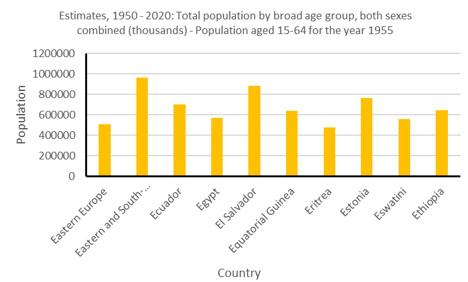 Estimates, 1950 - 2020: Total population by broad age group, both sexes
combined (thousands) - Population aged 15-64 for the year 1955
1200000
1000000
800000
600000
400000
200000
0
Population
Eastern Europe
Eastern and South-...
Ecuador
Egypt
El Salvador
Equatorial Guinea
Eritrea
Estonia
Eswatini
Ethiopia
Country